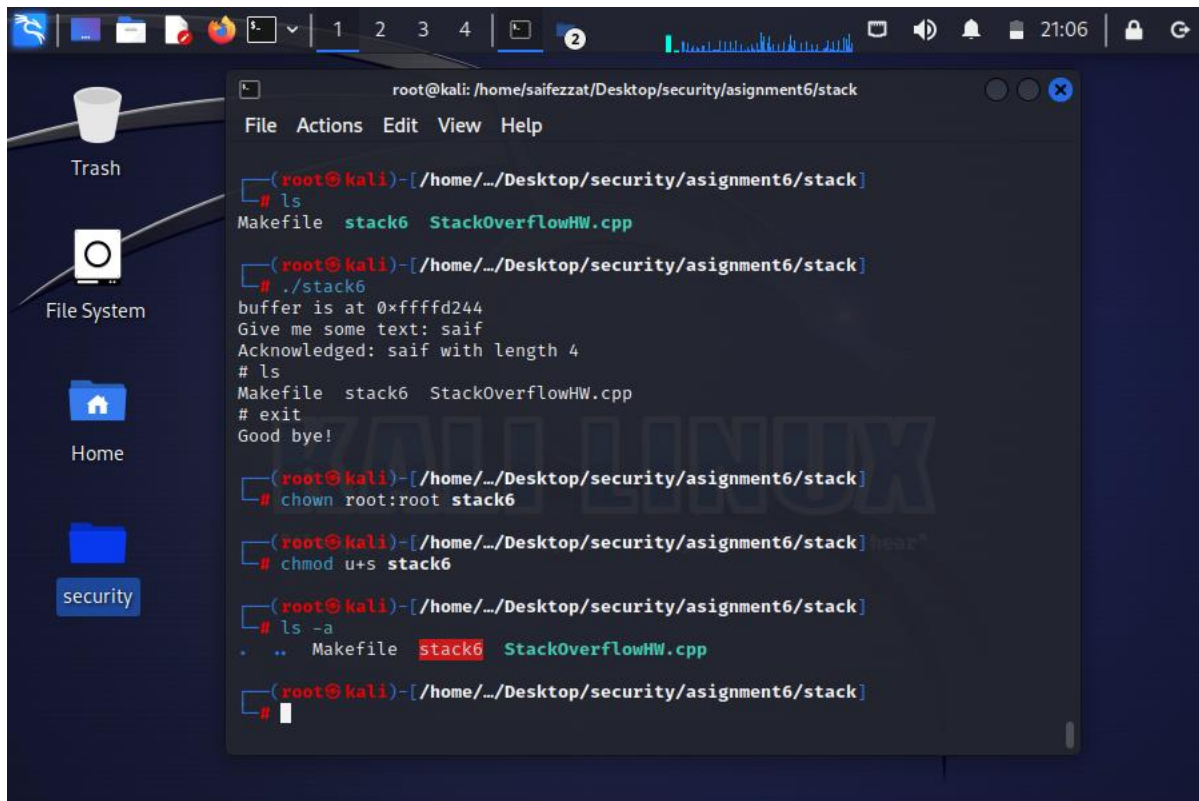 1 2 3 4 2 21:06
root@kali: /home/saifezzat/Desktop/security/asignment6/stack
File Actions Edit View Help
Trash
File System
Home
security
┌──(root㉿kali)-[/home/…/Desktop/security/asignment6/stack]
└─# ls
Makefile stack6 StackOverflowHW.cpp
┌──(root㉿kali)-[/home/…/Desktop/security/asignment6/stack]
└─# ./stack6
buffer is at 0×ffffd244
Give me some text: saif
Acknowledged: saif with length 4
# ls
Makefile stack6 StackOverflowHW.cpp
# exit
Good bye!
┌──(root㉿kali)-[/home/…/Desktop/security/asignment6/stack]
└─# chown root:root stack6
┌──(root㉿kali)-[/home/…/Desktop/security/asignment6/stack]
└─# chmod u+s stack6
┌──(root㉿kali)-[/home/…/Desktop/security/asignment6/stack]
└─# ls -a
. .. Makefile stack6 StackOverflowHW.cpp
┌──(root㉿kali)-[/home/…/Desktop/security/asignment6/stack]
└─#
KALI LINUX
hear"